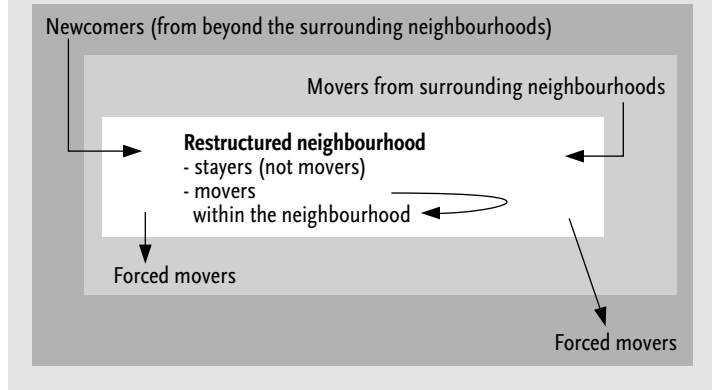 Newcomers (from beyond the surrounding neighbourhoods)
Movers from surrounding neighbourhoods
Restructured neighbourhood
- stayers (not movers)
- movers
within the neighbourhood
Forced movers
Forced movers